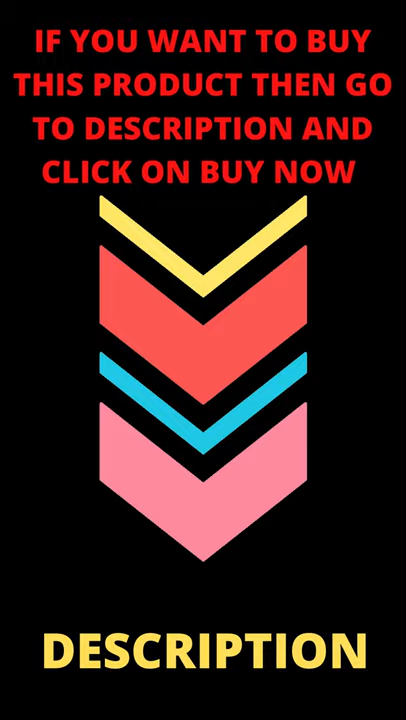 IF YOU WANT TO BUY
THIS PRODUCT THEN GO
TO DESCRIPTION AND
CLICK ON BUY NOW
DESCRIPTION